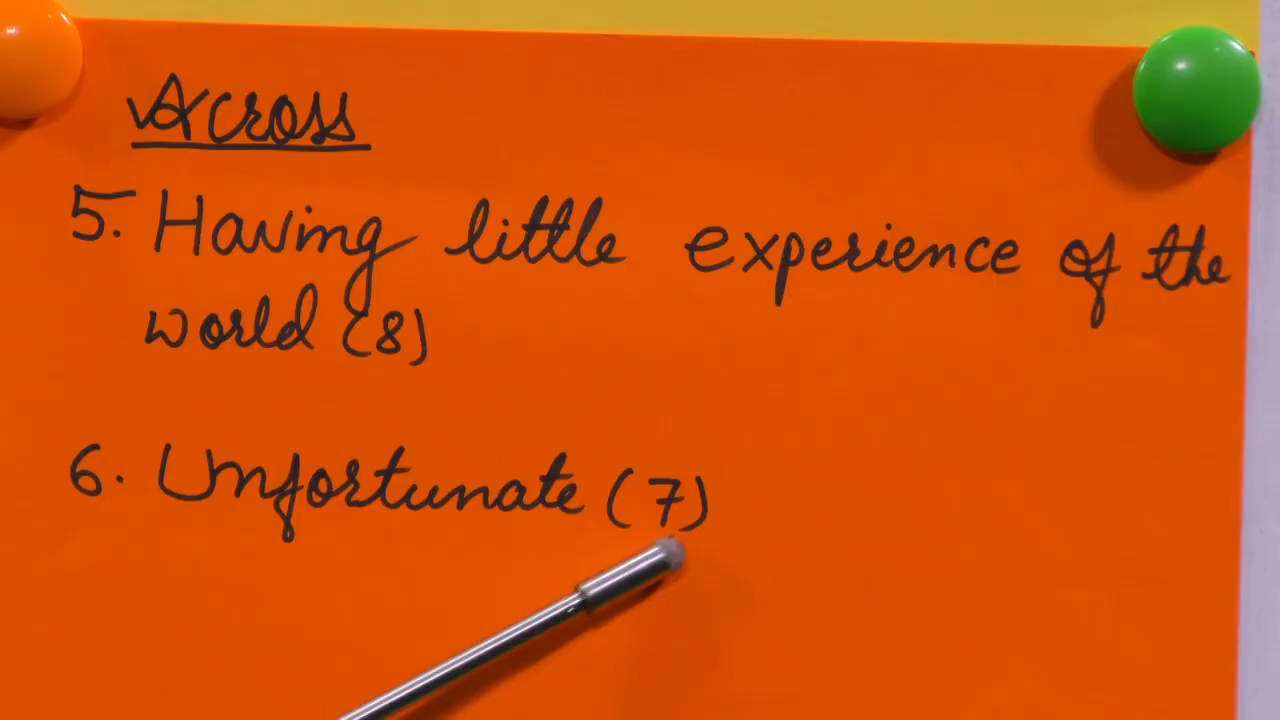 Across
5. Having little experience of the
world (8)
6. Unfortunate (7)